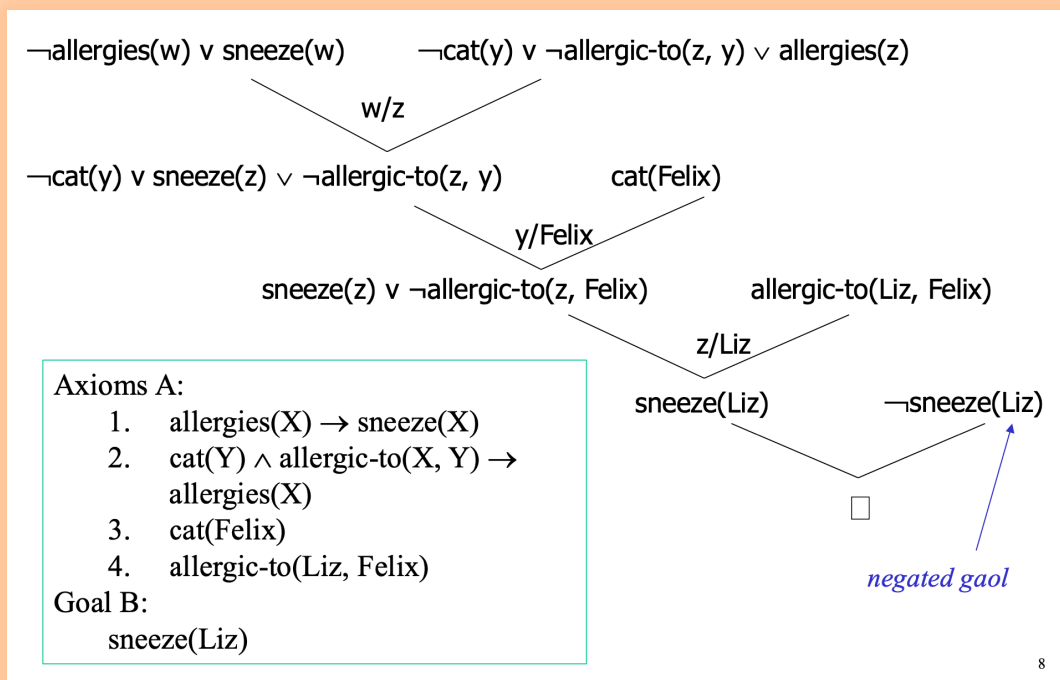 ¬allergies(w) v sneeze(w) ¬cat(y) v ¬allergic-to(z, y) ∨ allergies(z)
w/z
¬cat(y) v sneeze(z) ∨ ¬allergic-to(z, y) cat(Felix)
y/Felix
sneeze(z) v ¬allergic-to(z, Felix) allergic-to(Liz, Felix)
z/Liz
sneeze(Liz) ¬sneeze(Liz)
□
negated gaol
Axioms A:
1. allergies(X) → sneeze(X)
2. cat(Y) ∧ allergic-to(X, Y) →
allergies(X)
3. cat(Felix)
4. allergic-to(Liz, Felix)
Goal B:
sneeze(Liz)
8